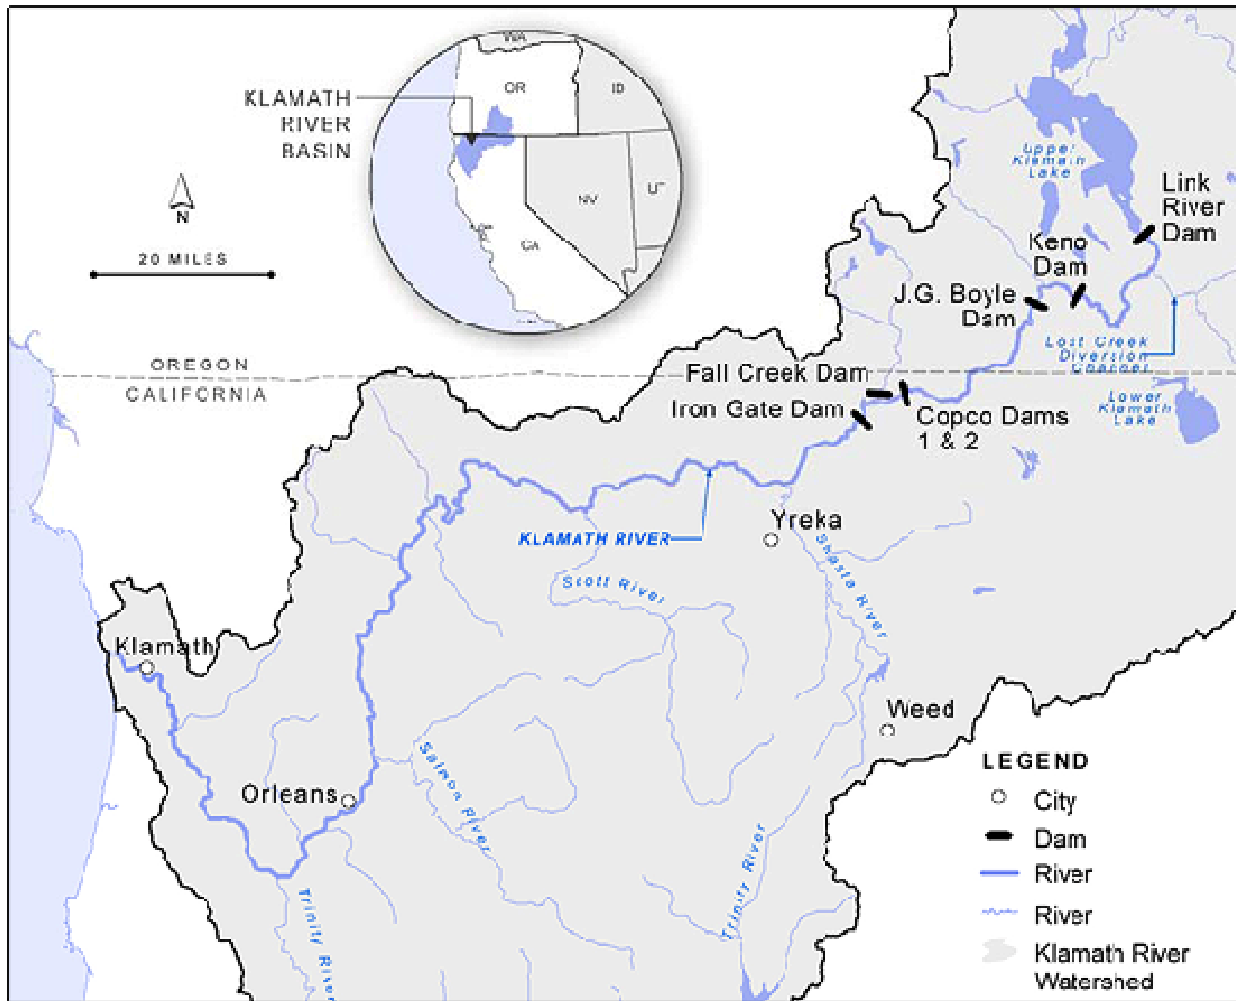 WA
OR
ID
KLAMATH
RIVER
BASIN
NV
UT
CA
N
20 MILES
Upper
Klamath
Lake
Link
River
Dam
Keno
Dam
J.G. Boyle
Dam
Lost Creek
Diversion
Channel
OREGON
CALIFORNIA
Fall Creek Dam
Iron Gate Dam
Copco Dams
1 & 2
Lower
Klamath
Lake
KLAMATH RIVER
Yreka
Shasta River
Scott River
Klamath
Weed
Orleans
Salmon River
Trinity River
Trinity River
LEGEND
City
Dam
River
River
Klamath River
Watershed